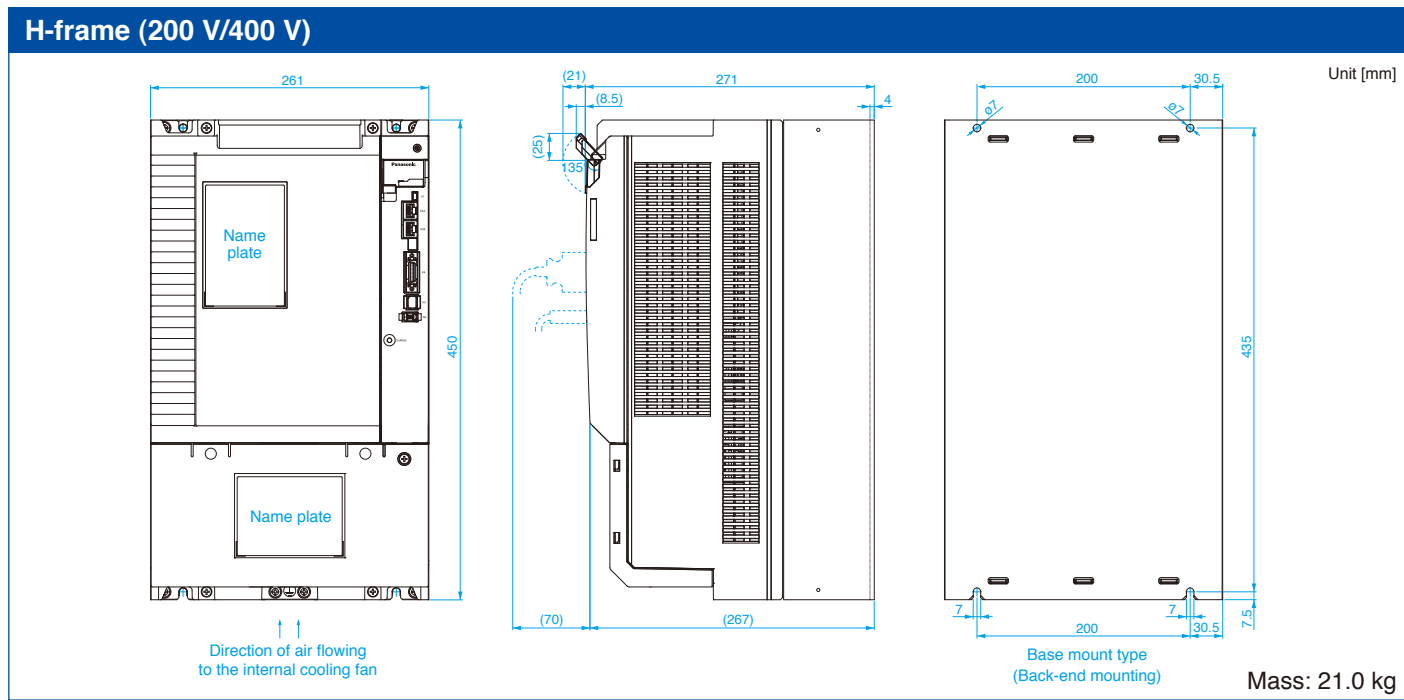 H-frame (200 V/400 V)
Unit [mm]
261
Panasonic
Name
plate
450
CHARGE
Name plate
Direction of air flowing
to the internal cooling fan
(21)
271
(8.5)
4
(25)
135
(70)
(267)
200
30.5
ø7
ø7
435
7
7
7.5
200
30.5
Base mount type
(Back-end mounting)
Mass: 21.0 kg